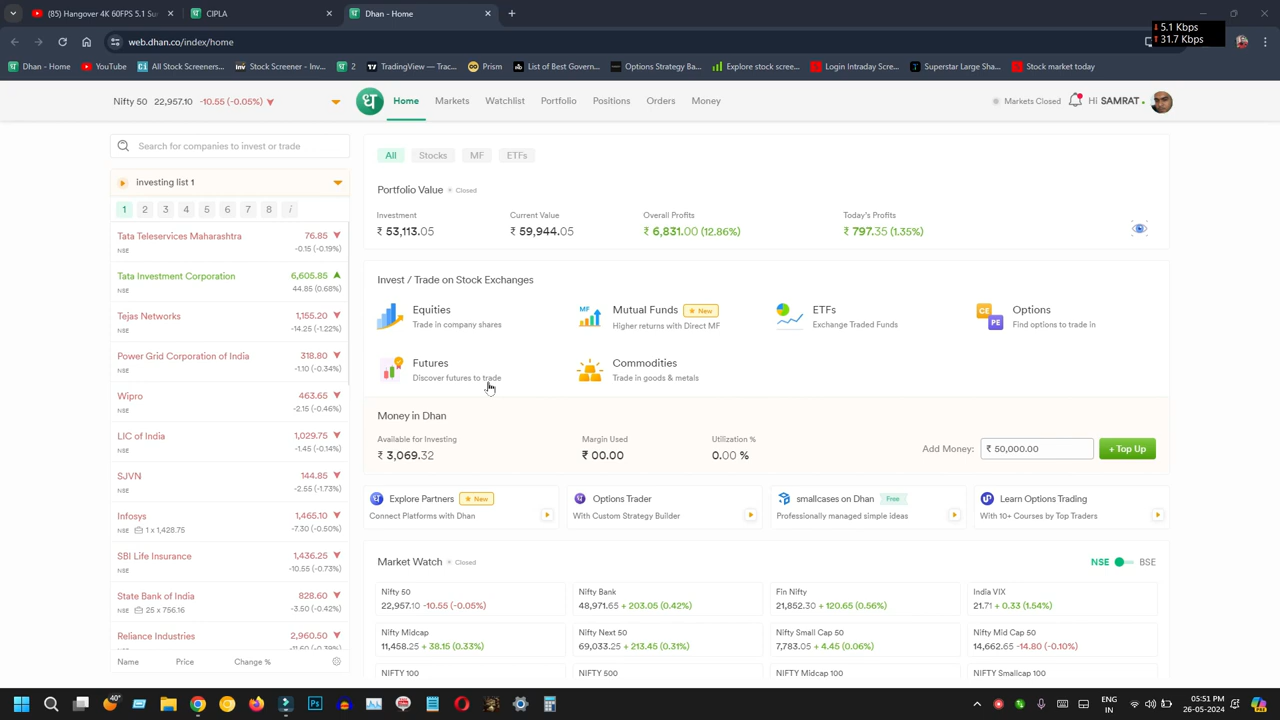 (85) Hangover 4K 60FPS 5.1 Sur
CIPLA
Dhan - Home
5.1 Kbps
31.7 Kbps
web.dhan.co/index/home
Dhan - Home
YouTube
All Stock Screeners...
Stock Screener - Inv...
2
TradingView – Trac...
Prism
List of Best Govern...
Options Strategy Ba...
Explore stock scree...
Login Intraday Scre...
Superstar Large Sha...
Stock market today
Nifty 50 22,957.10 -10.55 (-0.05%)
ध
Home Markets Watchlist Portfolio Positions Orders Money
Markets Closed
Hi SAMRAT
Search for companies to invest or trade
investing list 1
1 2 3 4 5 6 7 8 i
Tata Teleservices Maharashtra 76.85
NSE -0.15 (-0.19%)
Tata Investment Corporation 6,605.85
NSE 44.85 (0.68%)
Tejas Networks 1,155.20
NSE -14.25 (-1.22%)
Power Grid Corporation of India 318.80
NSE -1.10 (-0.34%)
Wipro 463.65
NSE -2.15 (-0.46%)
LIC of India 1,029.75
NSE -1.45 (-0.14%)
SJVN 144.85
NSE -2.55 (-1.73%)
Infosys 1,465.10
NSE 1 x 1,428.75 -7.30 (-0.50%)
SBI Life Insurance 1,436.25
NSE -10.55 (-0.73%)
State Bank of India 828.60
NSE 25 x 756.16 -3.50 (-0.42%)
Reliance Industries 2,960.50
NSE -11.60 (-0.39%)
Name Price Change %
All Stocks MF ETFs
Portfolio Value Closed
Investment Current Value Overall Profits Today's Profits
₹ 53,113.05 ₹ 59,944.05 ₹ 6,831.00 (12.86%) ₹ 797.35 (1.35%)
Invest / Trade on Stock Exchanges
Equities
Trade in company shares
MF
Mutual Funds New
Higher returns with Direct MF
ETFs
Exchange Traded Funds
CE
PE
Options
Find options to trade in
Futures
Discover futures to trade
Commodities
Trade in goods & metals
Money in Dhan
Available for Investing Margin Used Utilization %
₹ 3,069.32 ₹ 00.00 0.00 %
Add Money: ₹ 50,000.00 + Top Up
Explore Partners New
Connect Platforms with Dhan
Options Trader
With Custom Strategy Builder
smallcases on Dhan Free
Professionally managed simple ideas
Learn Options Trading
With 10+ Courses by Top Traders
Market Watch Closed
NSE BSE
Nifty 50
22,957.10 -10.55 (-0.05%)
Nifty Bank
48,971.65 + 203.05 (0.42%)
Fin Nifty
21,852.30 + 120.65 (0.56%)
India VIX
21.71 + 0.33 (1.54%)
Nifty Midcap
11,458.25 + 38.15 (0.33%)
Nifty Next 50
69,033.25 + 213.45 (0.31%)
Nifty Small Cap 50
7,783.05 + 4.45 (0.06%)
Nifty Mid Cap 50
14,662.65 -14.80 (-0.10%)
NIFTY 100
NIFTY 500
NIFTY Midcap 100
NIFTY Smallcap 100
40°
ENG
IN
05:51 PM
26-05-2024